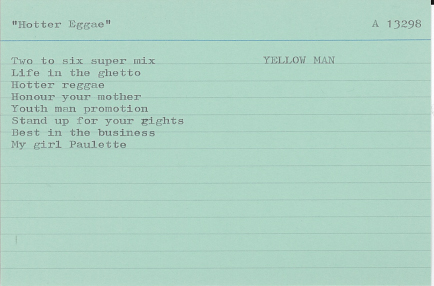 "Hotter Eggae" A 13298
Two to six super mix YELLOW MAN
Life in the ghetto
Hotter reggae
Honour your mother
Youth man promotion
Stand up for your gights
Best in the business
My girl Paulette